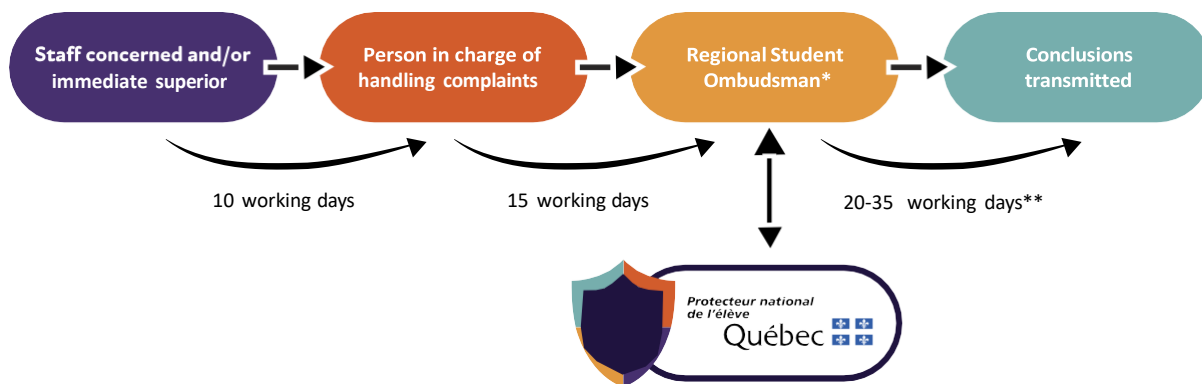 Staff concerned and/or
immediate superior
Person in charge of
handling complaints
Regional Student
Ombudsman*
Conclusions
transmitted
10 working days
15 working days
20-35 working days**
Protecteur national
de l'élève
Québec